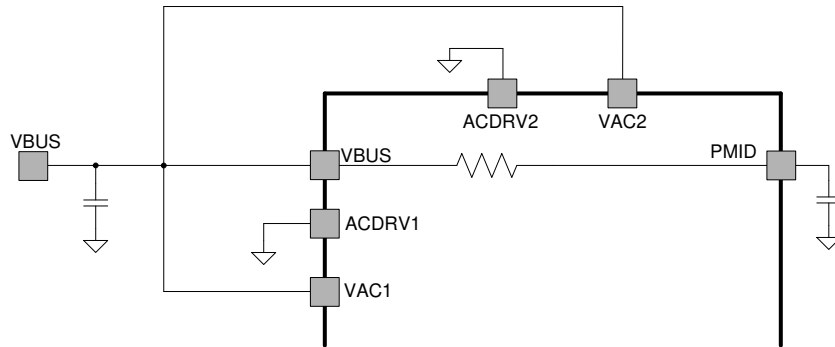 ACDRV2
VAC2
VBUS
VBUS
PMID
ACDRV1
VAC1